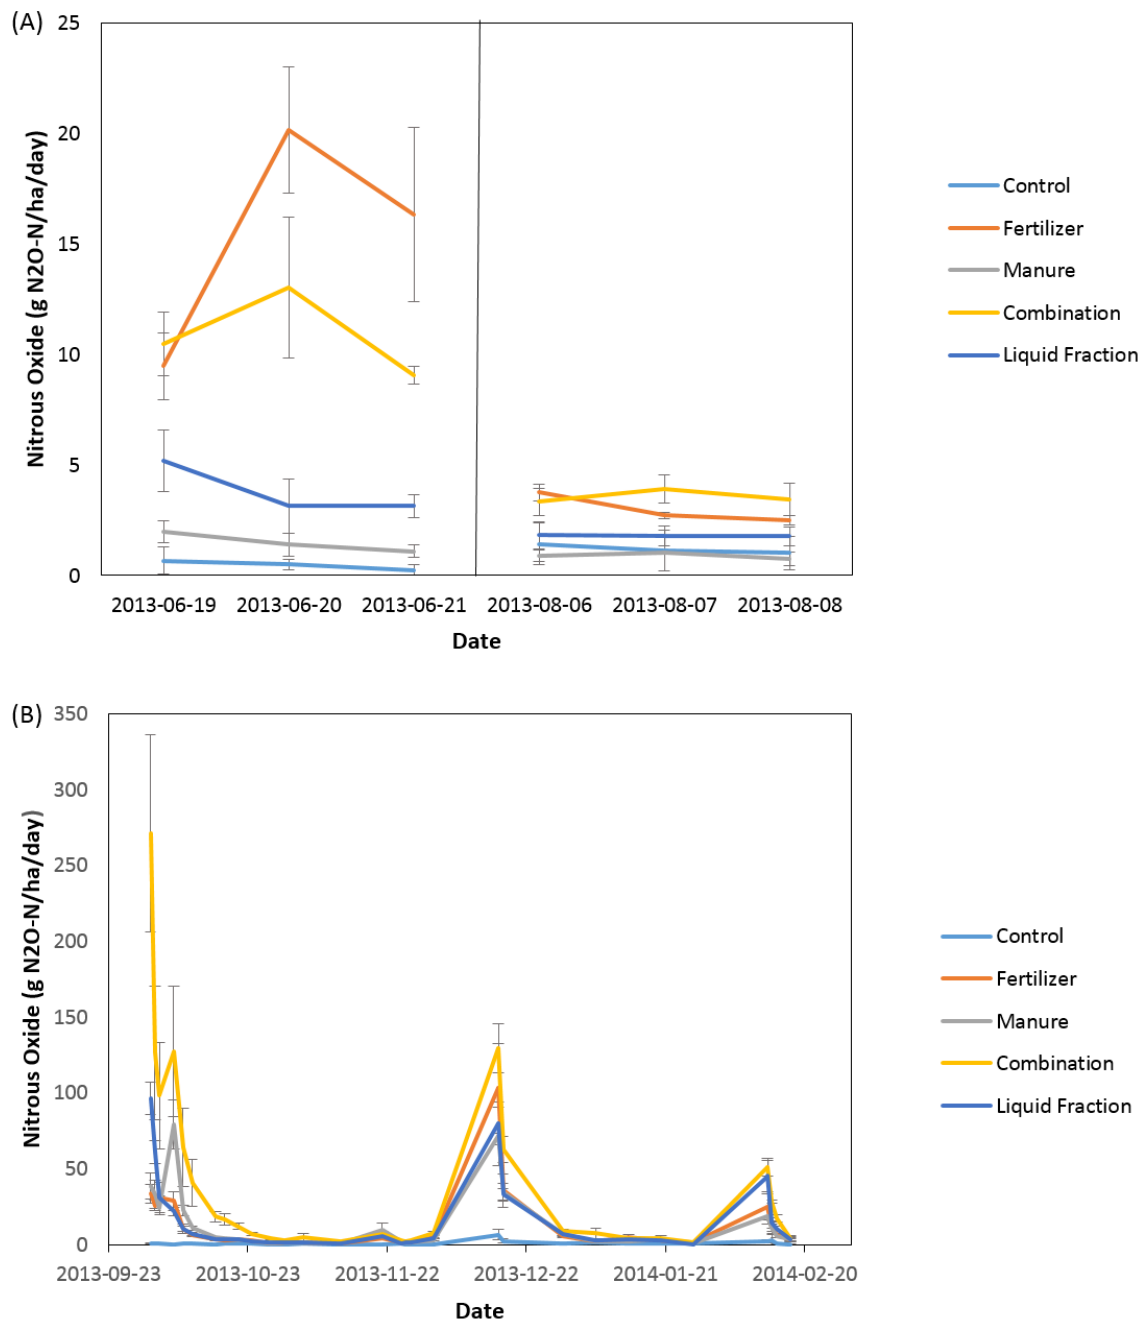 (A)
Nitrous Oxide (g N2O-N/ha/day)
25
20
15
10
5
0
2013-06-19 2013-06-20 2013-06-21 2013-08-06 2013-08-07 2013-08-08
Date
Control
Fertilizer
Manure
Combination
Liquid Fraction
(B)
Nitrous Oxide (g N2O-N/ha/day)
350
300
250
200
150
100
50
0
2013-09-23 2013-10-23 2013-11-22 2013-12-22 2014-01-21 2014-02-20
Date
Control
Fertilizer
Manure
Combination
Liquid Fraction